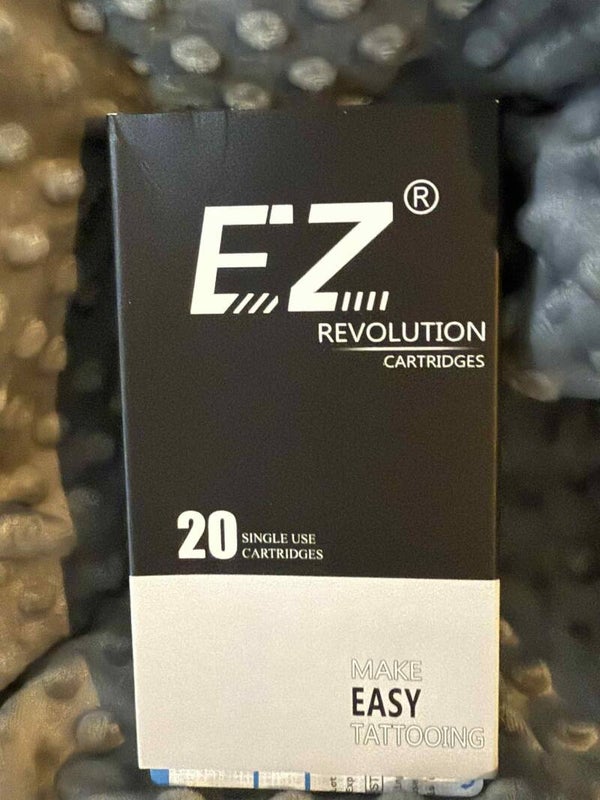 EZ®
REVOLUTION
CARTRIDGES
20 SINGLE USE
CARTRIDGES
MAKE
EASY
TATTOOING